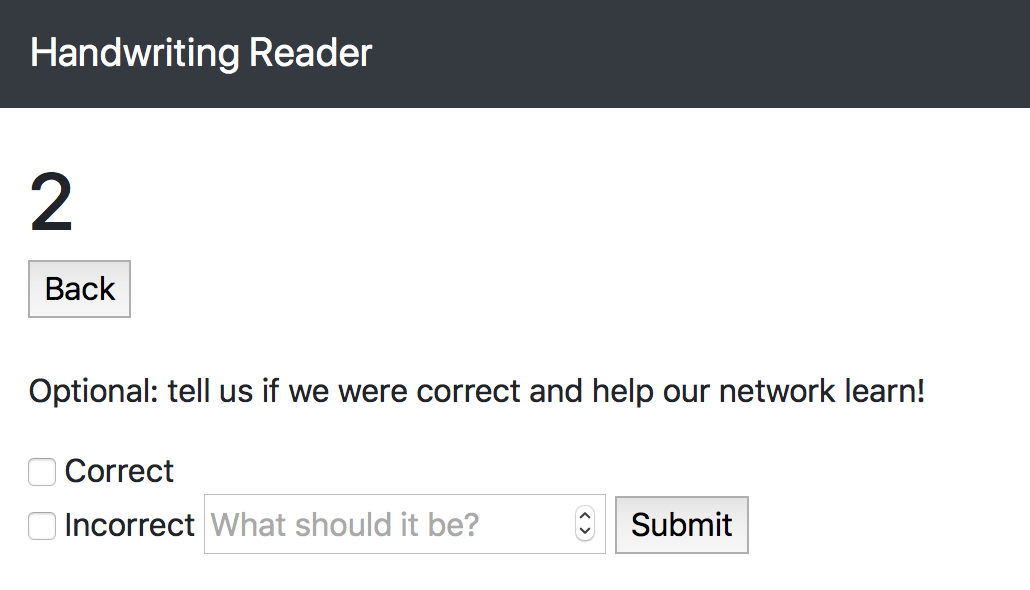 Handwriting Reader
2
Back
Optional: tell us if we were correct and help our network learn!
Correct
Incorrect What should it be? Submit